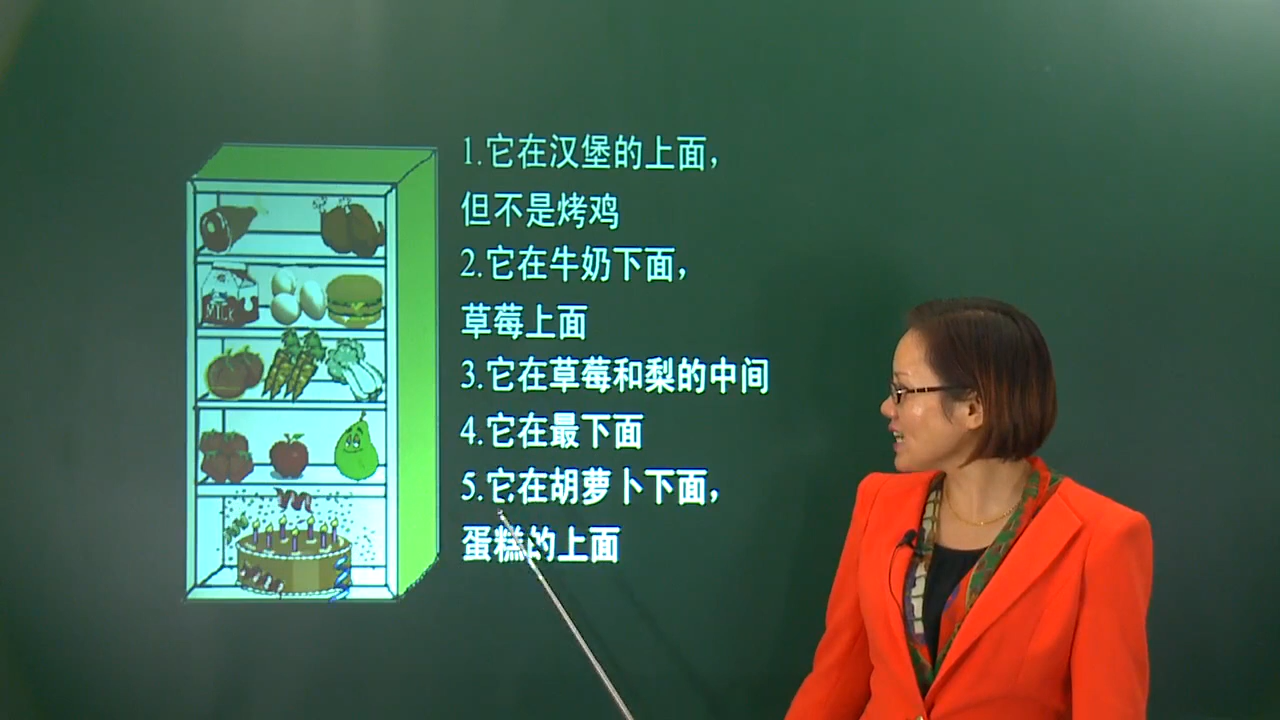 1.它在汉堡的上面，
但不是烤鸡
2.它在牛奶下面，
草莓上面
3.它在草莓和梨的中间
4.它在最下面
5.它在胡萝卜下面，
蛋糕的上面
MILK